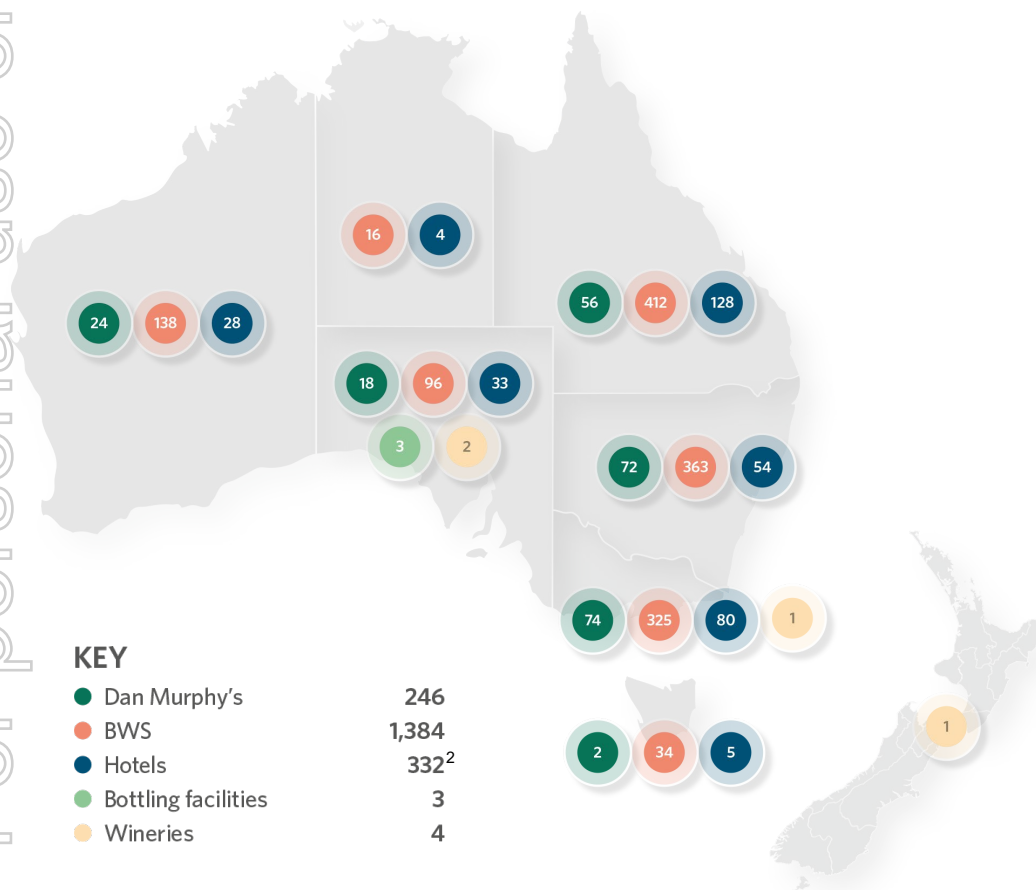 16 4
56 412 128
24 138 28
18 96 33
3 2
72 363 54
74 325 80 1
KEY
Dan Murphy's 246
BWS 1,384
Hotels 332²
Bottling facilities 3
Wineries 4
1
2 34 5